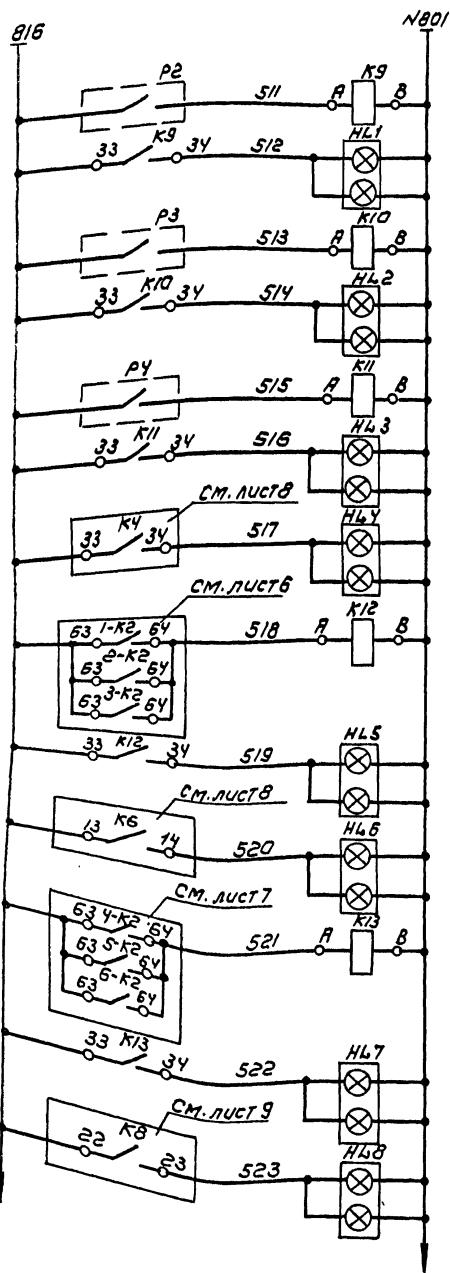 816 N801
P2 511 A K9 B
33 K9 34 512 HL1
P3 513 A K10 B
33 K10 34 514 HL2
P4 515 A K11 B
33 K11 34 516 HL3
См. лист 8
33 K4 34 517 HL4
См. лист 6
63 1-K2 64 518 A K12 B
63 2-K2 64
63 3-K2 64
33 K12 34 519 HL5
См. лист 8
13 K6 14 520 HL6
См. лист 7
63 4-K2 64 521 A K13 B
63 5-K2 64
63 6-K2 64
33 K13 34 522 HL7
См. лист 9
22 K8 23 523 HL8